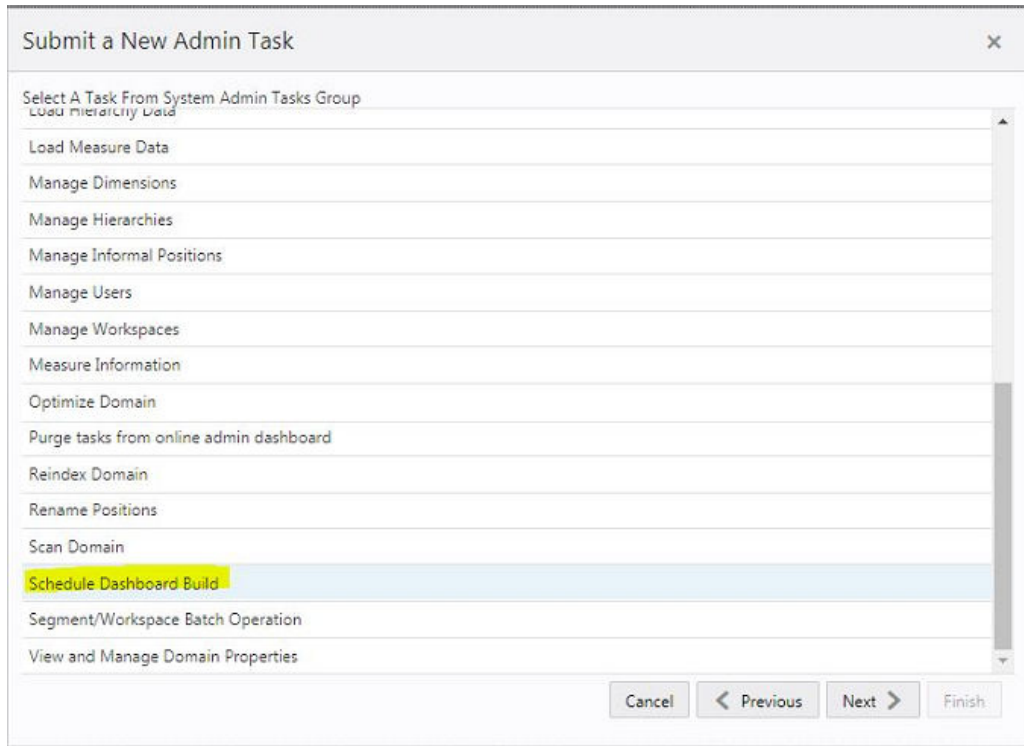 Submit a New Admin Task
Select A Task From System Admin Tasks Group
Load Hierarchy Data
Load Measure Data
Manage Dimensions
Manage Hierarchies
Manage Informal Positions
Manage Users
Manage Workspaces
Measure Information
Optimize Domain
Purge tasks from online admin dashboard
Reindex Domain
Rename Positions
Scan Domain
Schedule Dashboard Build
Segment/Workspace Batch Operation
View and Manage Domain Properties
Cancel Previous Next Finish